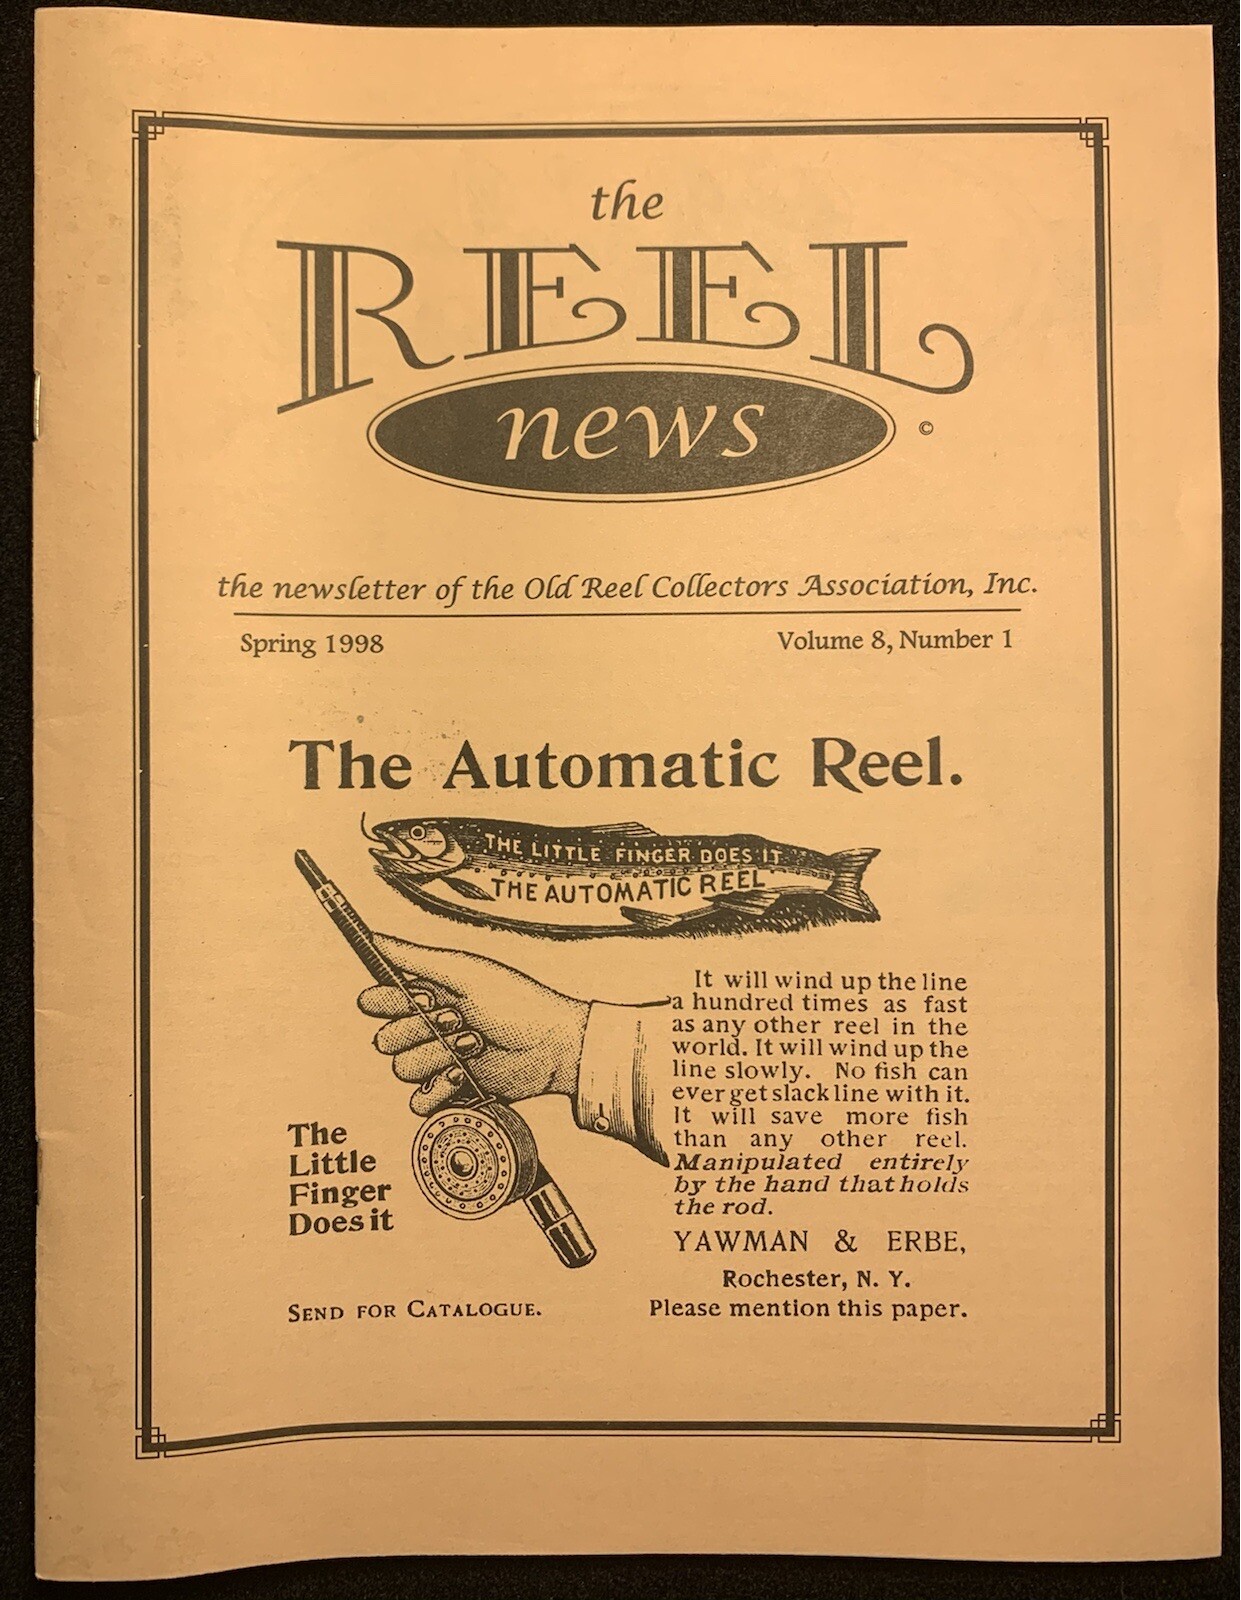 the
REEL
news
©
the newsletter of the Old Reel Collectors Association, Inc.
Spring 1998
Volume 8, Number 1
The Automatic Reel.
THE LITTLE FINGER DOES IT
THE AUTOMATIC REEL
It will wind up the line
a hundred times as fast
as any other reel in the
world. It will wind up the
line slowly. No fish can
ever get slack line with it.
It will save more fish
than any other reel.
Manipulated entirely
by the hand that holds
the rod.
The
Little
Finger
Does it
YAWMAN & ERBE,
Rochester, N. Y.
SEND FOR CATALOGUE.
Please mention this paper.